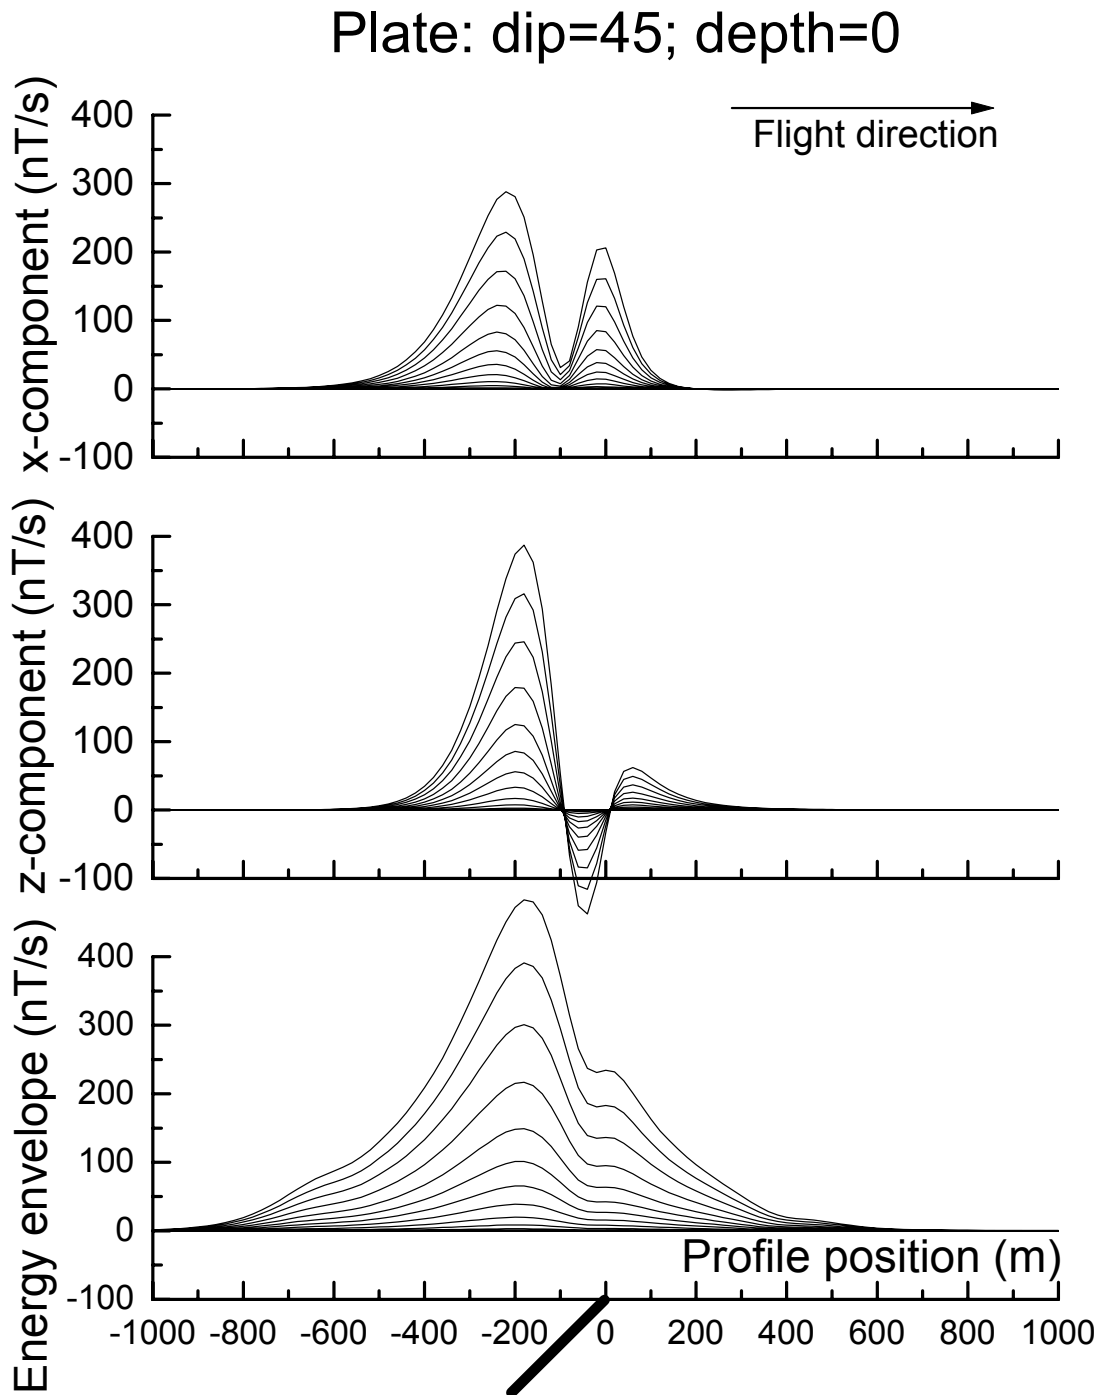 Plate: dip=45; depth=0
Flight direction
x-component (nT/s)
400
300
200
100
0
-100
z-component (nT/s)
400
300
200
100
0
-100
Energy envelope (nT/s)
400
300
200
100
0
-100
Profile position (m)
-1000 -800 -600 -400 -200 0 200 400 600 800 1000